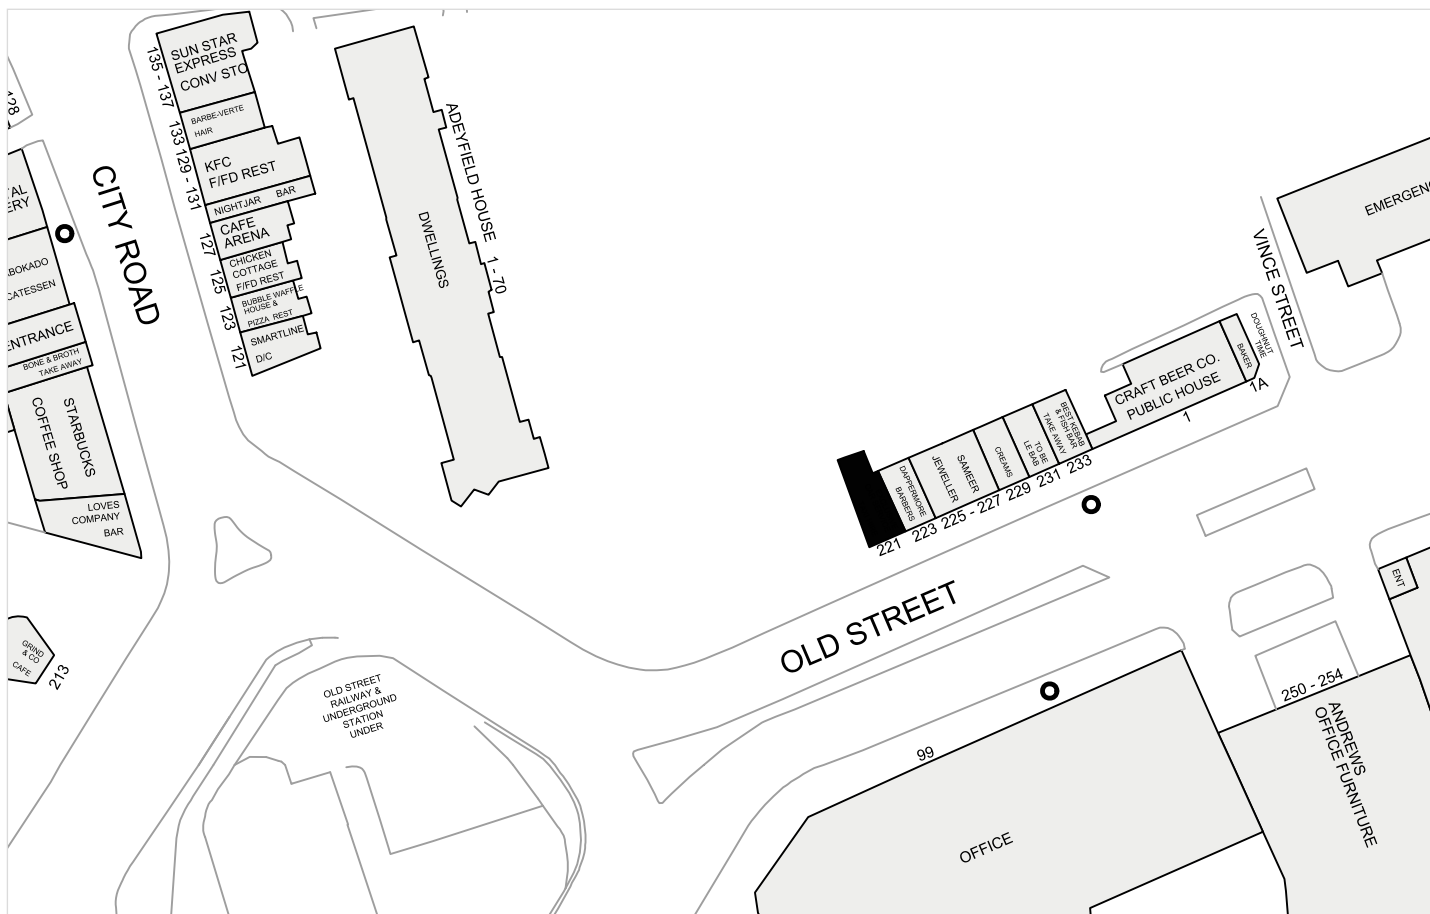 128
135 - 137
SUN STAR
EXPRESS
CONV STO
133
BARBE-VERTE
HAIR
129 - 131
KFC
F/FD REST
NIGHTJAR BAR
127
CAFE
ARENA
125
CHICKEN
COTTAGE
F/FD REST
123
BUBBLE WAFFLE
HOUSE &
PIZZA REST
121
SMARTLINE
D/C
CITY ROAD
ADEYFIELD HOUSE 1 - 70
DWELLINGS
TAL
ERY
ABOKADO
CATESSEN
ENTRANCE
BONE & BROTH
TAKE AWAY
STARBUCKS
COFFEE SHOP
LOVES
COMPANY
BAR
GRIND
& CO
CAFE
213
OLD STREET
RAILWAY &
UNDERGROUND
STATION
UNDER
EMERGENC
VINCE STREET
DOUGHNUT
TIME
BAKER
1A
CRAFT BEER CO.
PUBLIC HOUSE
1
BEST KEBAB
& FISH BAR
TAKE AWAY
233
TO BE
LE BAB
231
CREAMS
229
SAMEER
JEWELLER
225 - 227
DAPPERMORE
BARBERS
223
221
OLD STREET
ENT
250 - 254
ANDREWS
OFFICE FURNITURE
99
OFFICE